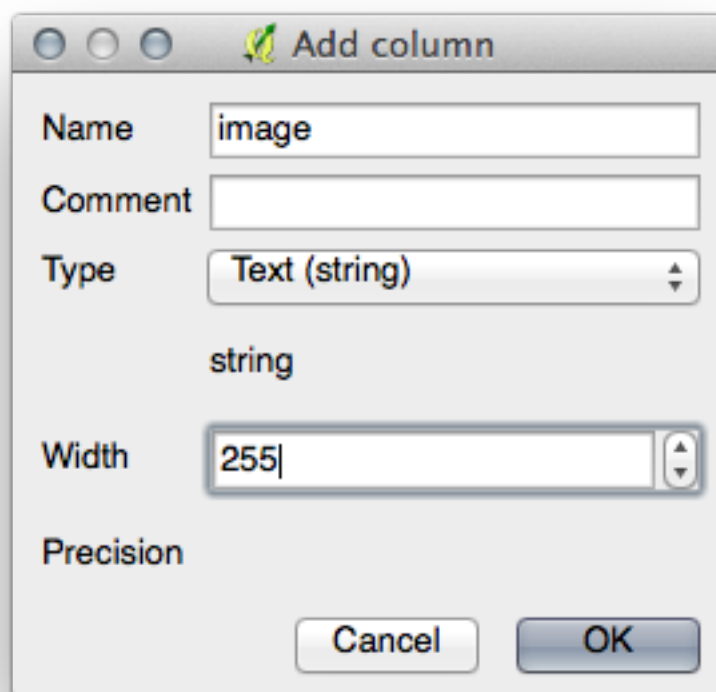 Add column
Name image
Comment
Type Text (string)
string
Width 255
Precision
Cancel OK